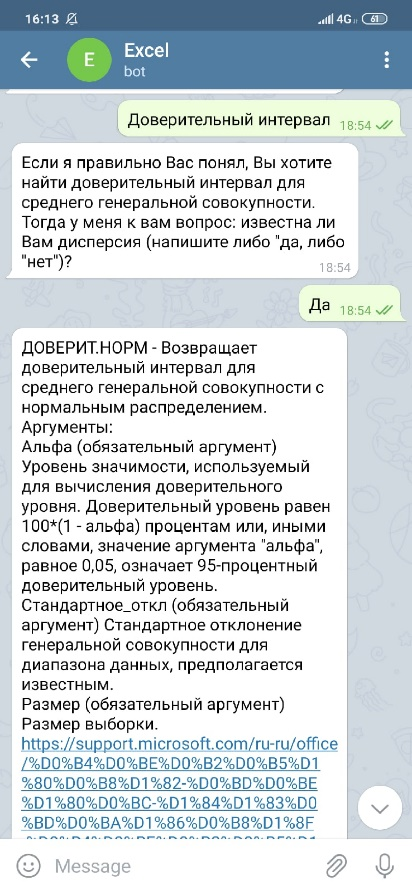 16:13
4G
61
E
Excel
bot
Доверительный интервал
18:54
Если я правильно Вас понял, Вы хотите
найти доверительный интервал для
среднего генеральной совокупности.
Тогда у меня к вам вопрос: известна ли
Вам дисперсия (напишите либо "да, либо
"нет")?
18:54
Да
18:54
ДОВЕРИТ.НОРМ - Возвращает
доверительный интервал для
среднего генеральной совокупности с
нормальным распределением.
Аргументы:
Альфа (обязательный аргумент)
Уровень значимости, используемый
для вычисления доверительного
уровня. Доверительный уровень равен
100*(1 - альфа) процентам или, иными
словами, значение аргумента "альфа",
равное 0,05, означает 95-процентный
доверительный уровень.
Стандартное_откл (обязательный
аргумент) Стандартное отклонение
генеральной совокупности для
диапазона данных, предполагается
известным.
Размер (обязательный аргумент)
Размер выборки.
https://support.microsoft.com/ru-ru/office
/%D0%B4%D0%BE%D0%B2%D0%B5%D1
%80%D0%B8%D1%82-%D0%BD%D0%BE
%D1%80%D0%BC-%D1%84%D1%83%D0
%BD%D0%BA%D1%86%D0%B8%D1%8F
Message